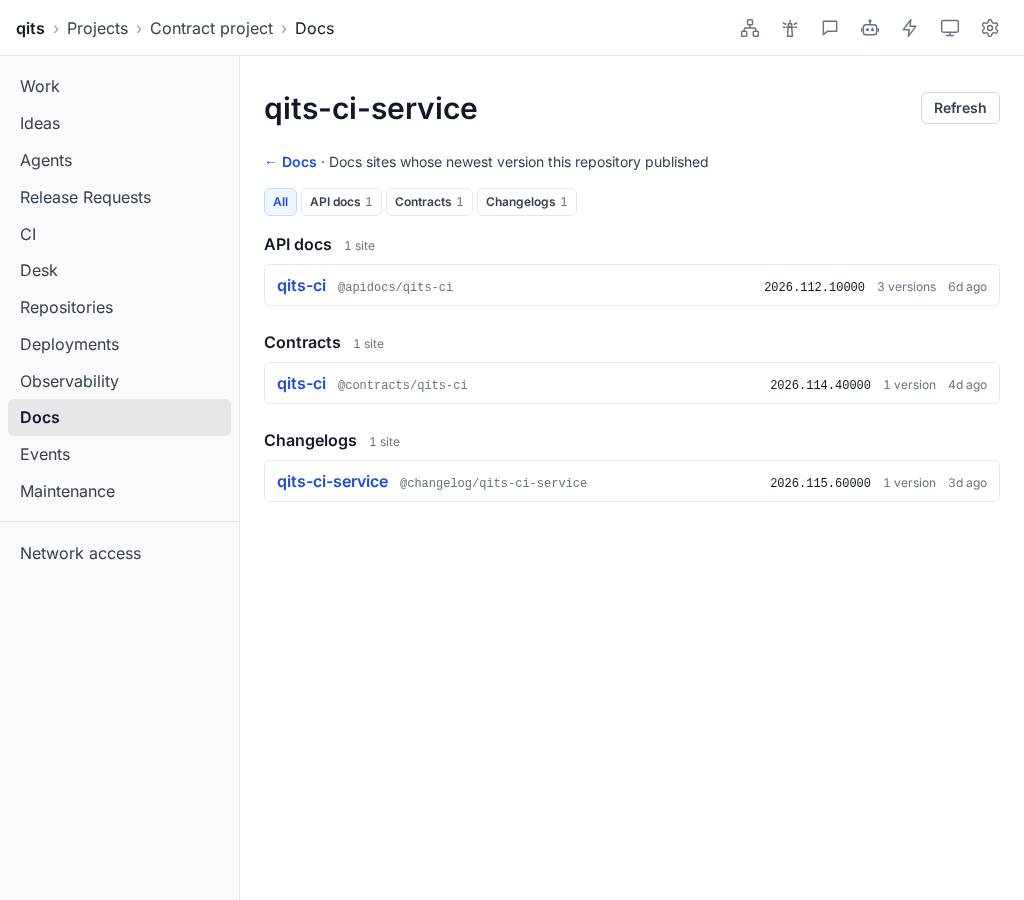 qits › Projects › Contract project › Docs
Work
Ideas
Agents
Release Requests
CI
Desk
Repositories
Deployments
Observability
Docs
Events
Maintenance
Network access
qits-ci-service
Refresh
← Docs · Docs sites whose newest version this repository published
All
API docs 1
Contracts 1
Changelogs 1
API docs 1 site
qits-ci @apidocs/qits-ci 2026.112.10000 3 versions 6d ago
Contracts 1 site
qits-ci @contracts/qits-ci 2026.114.40000 1 version 4d ago
Changelogs 1 site
qits-ci-service @changelog/qits-ci-service 2026.115.60000 1 version 3d ago